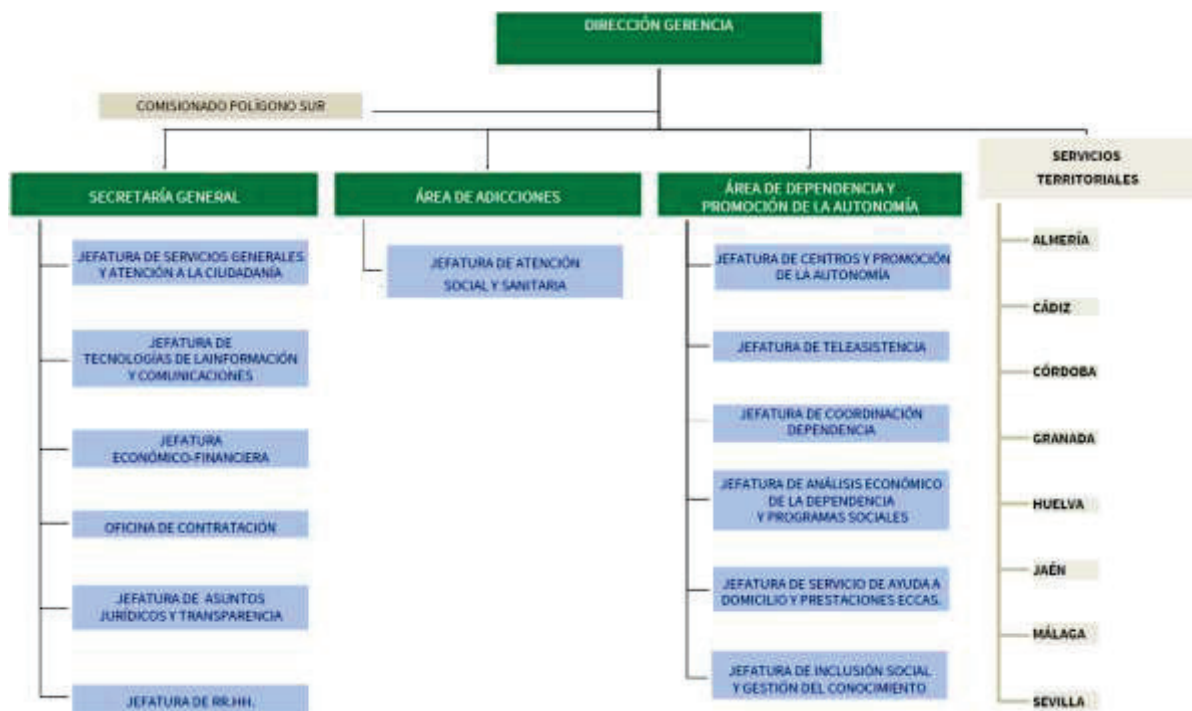 DIRECCIÓN GERENCIA
COMISIONADO POLÍGONO SUR
SECRETARÍA GENERAL
JEFATURA DE SERVICIOS GENERALES
Y ATENCIÓN A LA CIUDADANÍA
JEFATURA DE
TECNOLOGÍAS DE LAINFORMACIÓN
Y COMUNICACIONES
JEFATURA
ECONÓMICO-FINANCIERA
OFICINA DE CONTRATACIÓN
JEFATURA DE ASUNTOS
JURÍDICOS Y TRANSPARENCIA
JEFATURA DE RR.HH.
ÁREA DE ADICCIONES
JEFATURA DE ATENCIÓN
SOCIAL Y SANITARIA
ÁREA DE DEPENDENCIA Y
PROMOCIÓN DE LA AUTONOMÍA
JEFATURA DE CENTROS Y PROMOCIÓN
DE LA AUTONOMÍA
JEFATURA DE TELEASISTENCIA
JEFATURA DE COORDINACIÓN
DEPENDENCIA
JEFATURA DE ANÁLISIS ECONÓMICO
DE LA DEPENDENCIA
Y PROGRAMAS SOCIALES
JEFATURA DE SERVICIO DE AYUDA A
DOMICILIO Y PRESTACIONES ECCAS.
JEFATURA DE INCLUSIÓN SOCIAL
Y GESTIÓN DEL CONOCIMIENTO
SERVICIOS
TERRITORIALES
ALMERÍA
CÁDIZ
CÓRDOBA
GRANADA
HUELVA
JAÉN
MÁLAGA
SEVILLA